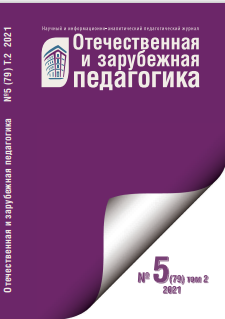 Научный и информационно-аналитический педагогический журнал
Отечественная
и зарубежная
педагогика
Отечественная и зарубежная педагогика №5 (79) Т.2 2021
№ 5 (79) том 2
2021